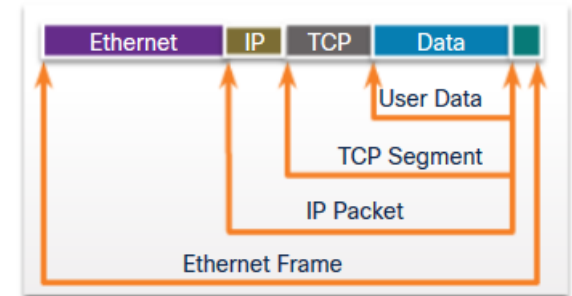 Ethernet IP TCP Data
User Data
TCP Segment
IP Packet
Ethernet Frame